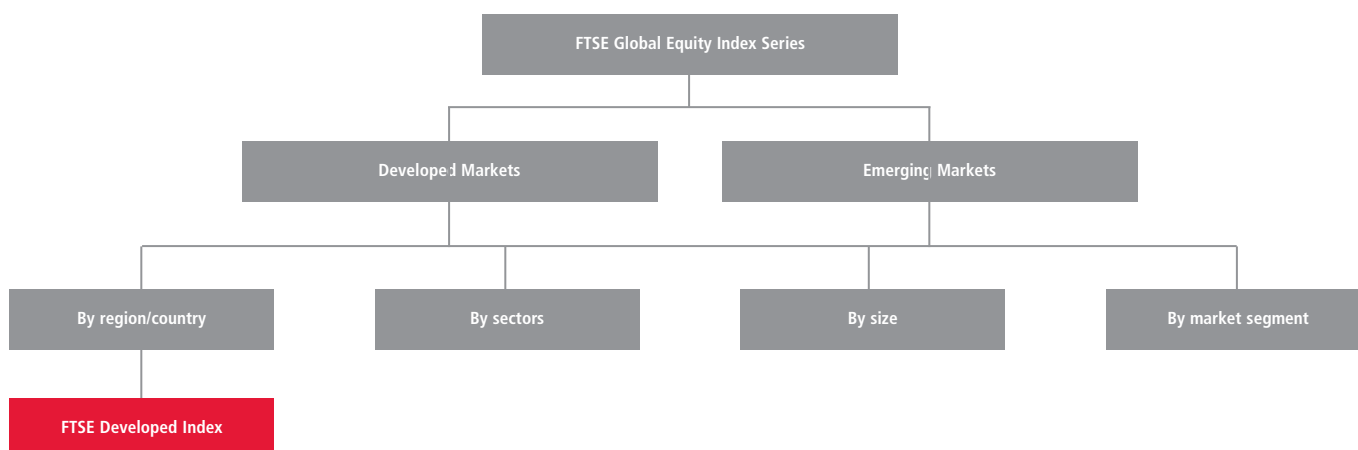 FTSE Global Equity Index Series
Developed Markets
Emerging Markets
By region/country
By sectors
By size
By market segment
FTSE Developed Index